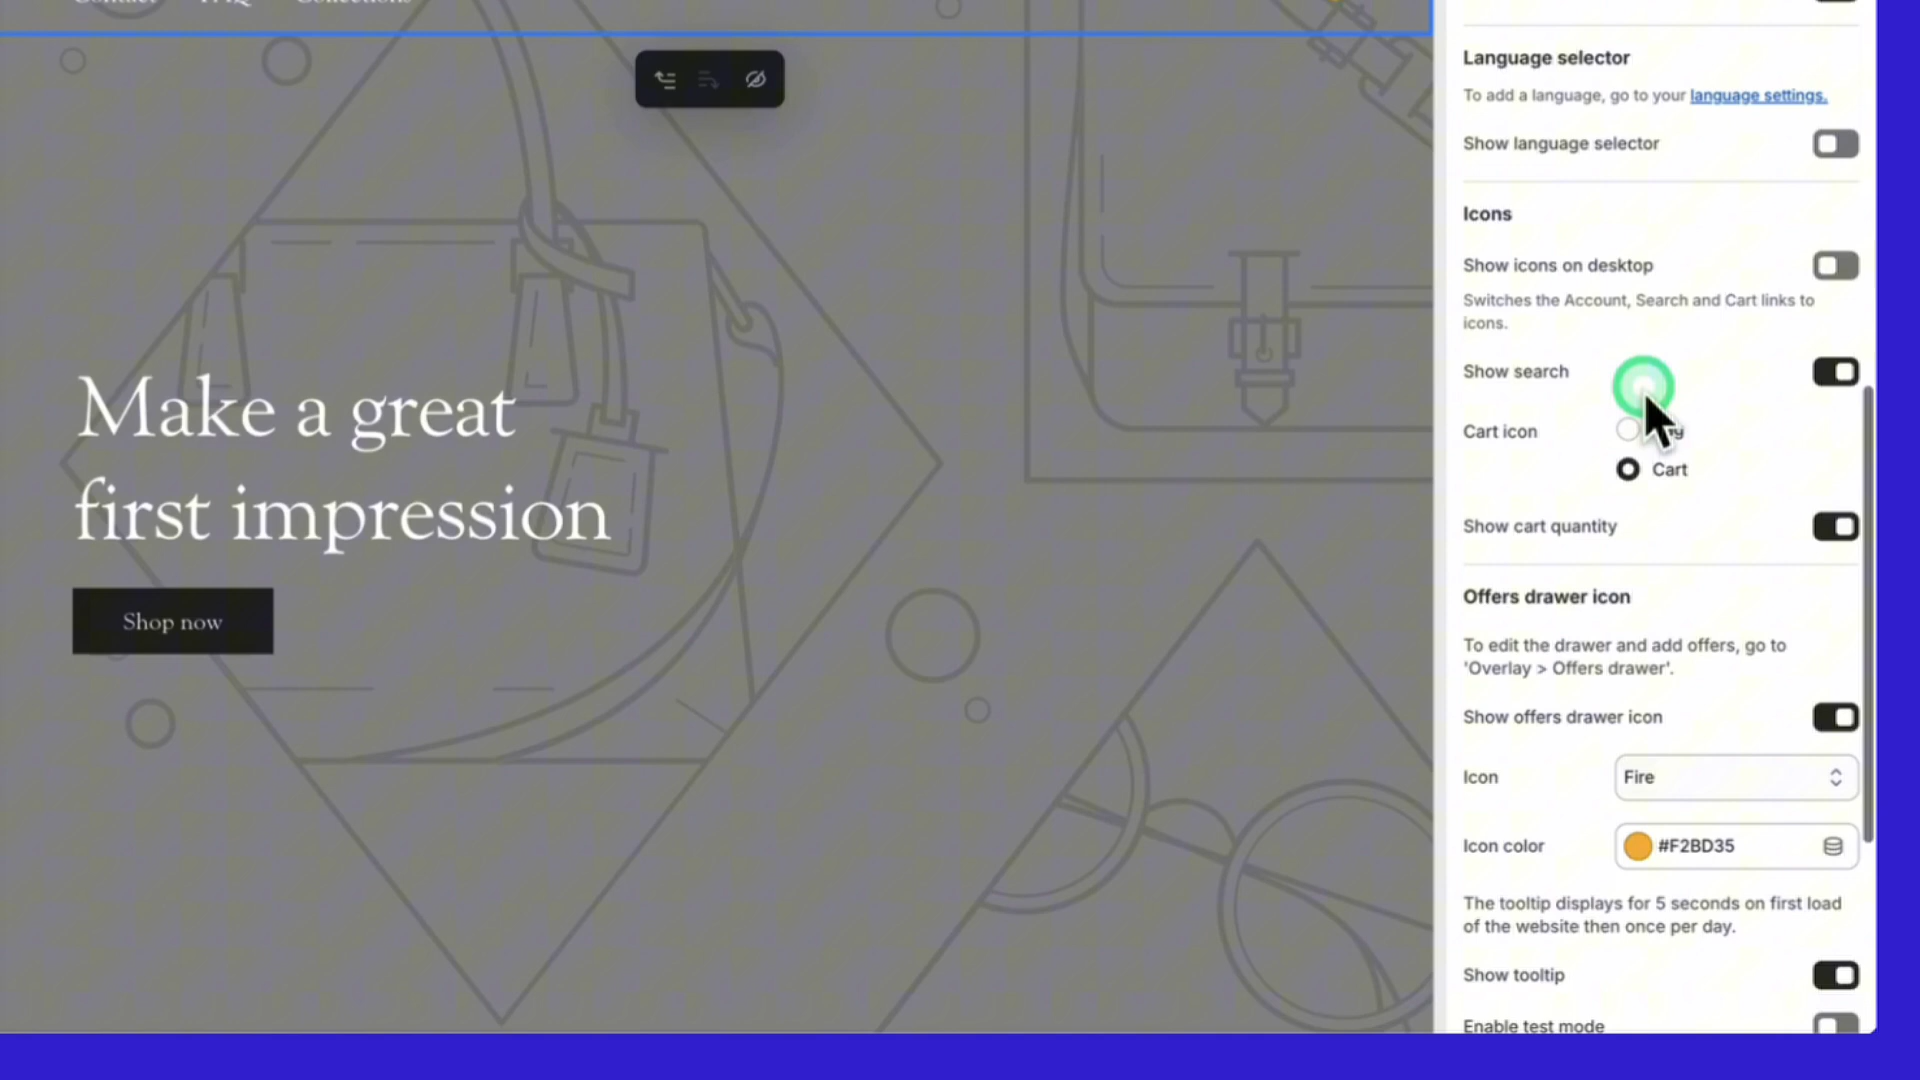 Contact FAQ Collections
Make a great
first impression
Shop now
Language selector
To add a language, go to your language settings.
Show language selector
Icons
Show icons on desktop
Switches the Account, Search and Cart links to
icons.
Show search
Cart icon
Cart
Show cart quantity
Offers drawer icon
To edit the drawer and add offers, go to
'Overlay > Offers drawer'.
Show offers drawer icon
Icon
Fire
Icon color
#F2BD35
The tooltip displays for 5 seconds on first load
of the website then once per day.
Show tooltip
Enable test mode